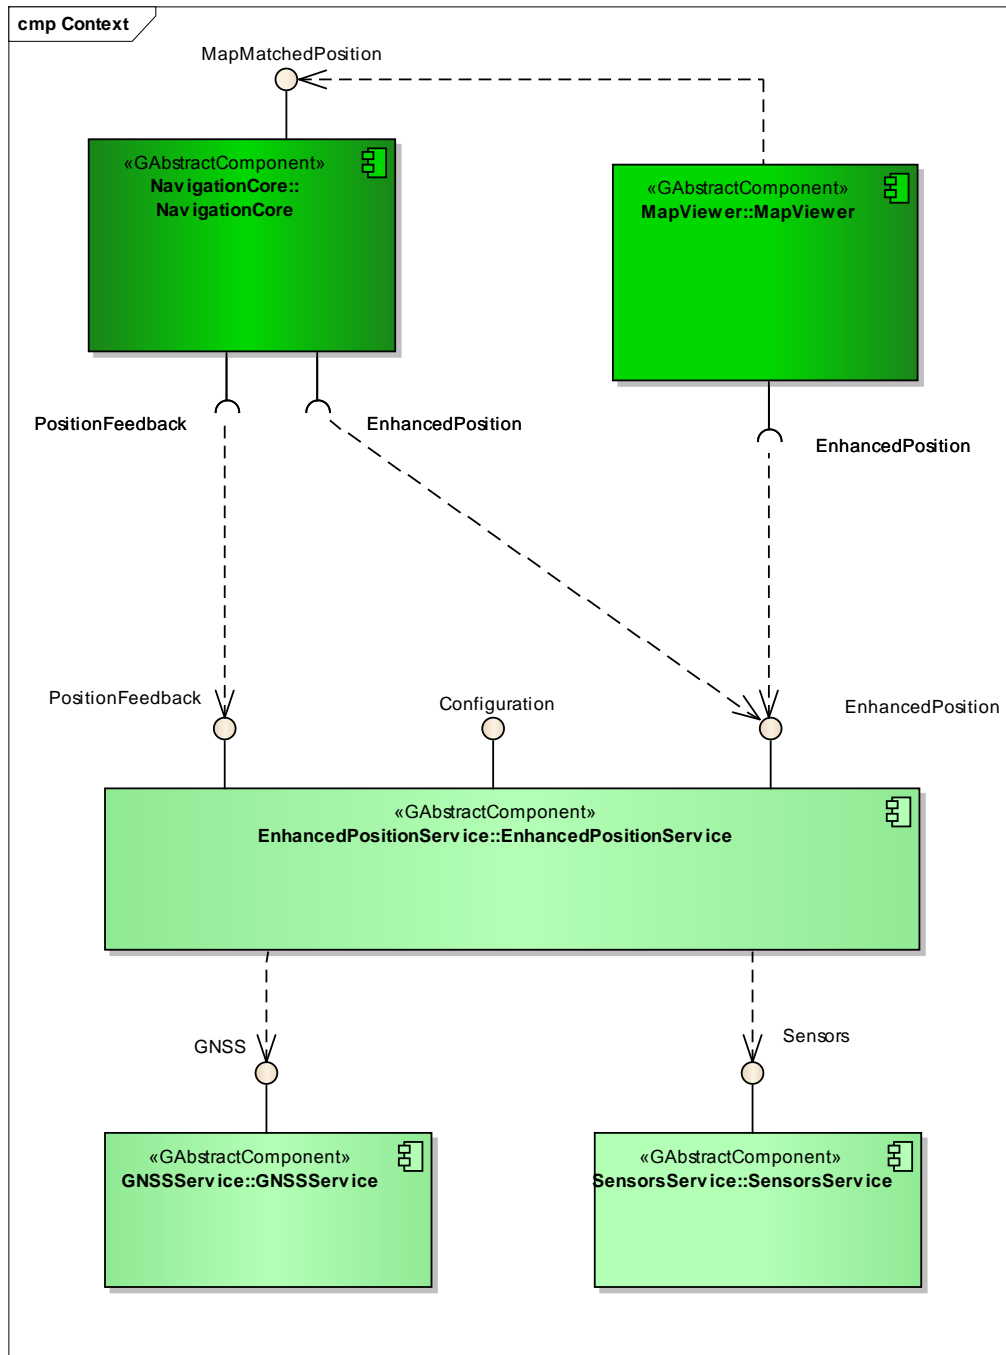 cmp Context
MapMatchedPosition
«GAbstractComponent»
NavigationCore::
NavigationCore
«GAbstractComponent»
MapViewer::MapViewer
PositionFeedback
EnhancedPosition
EnhancedPosition
PositionFeedback
Configuration
EnhancedPosition
«GAbstractComponent»
EnhancedPositionService::EnhancedPositionService
GNSS
Sensors
«GAbstractComponent»
GNSSService::GNSSService
«GAbstractComponent»
SensorsService::SensorsService